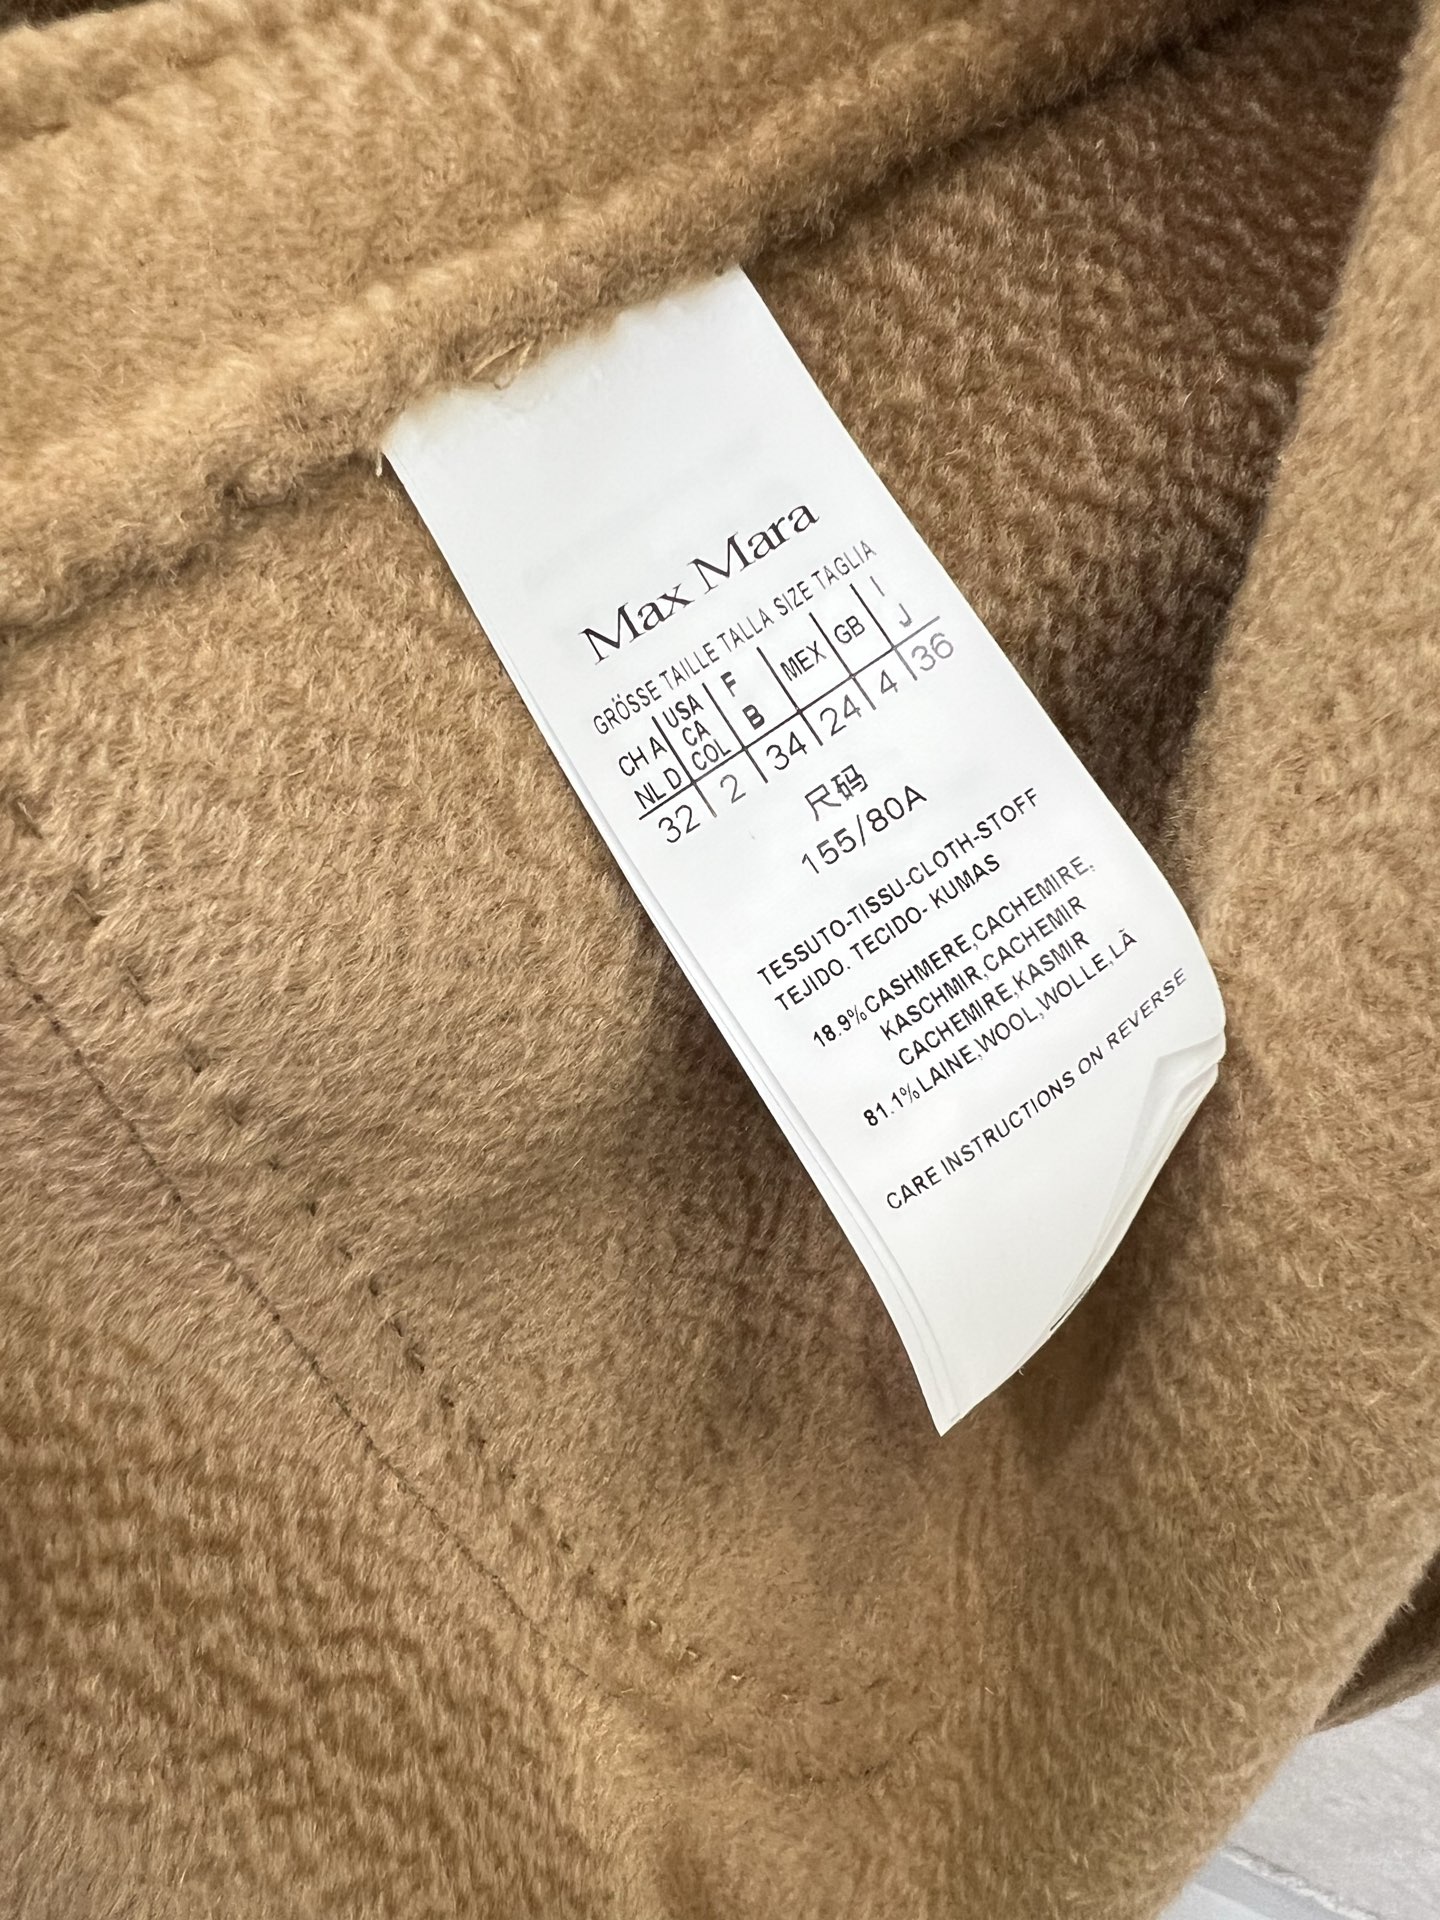 Max Mara
GRÖSSE TAILLE TALLA SIZE TAGLIA
CH A NL D | USA CA COL | F B | MEX | GB | I J
32 | 2 | 34 | 24 | 4 | 36
尺码
155/80A
TESSUTO-TISSU-CLOTH-STOFF
TEJIDO. TECIDO- KUMAS
18.9%CASHMERE,CACHEMIRE,
KASCHMIR,CACHEMIR
CACHEMIRE,KASMIR
81.1%LAINE,WOOL,WOLLE,LÃ
CARE INSTRUCTIONS ON REVERSE